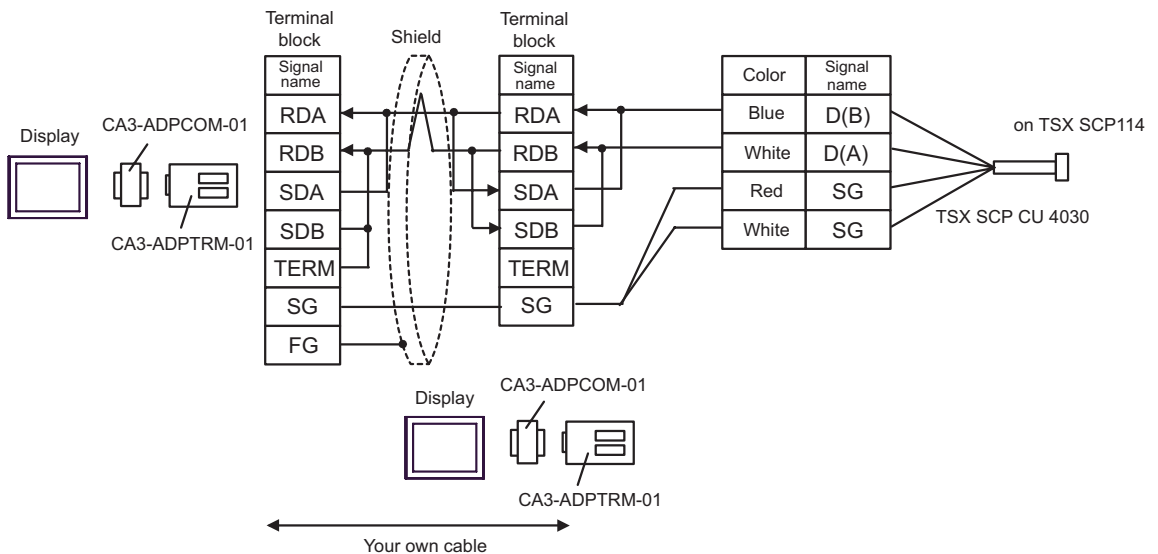 Terminal
block
Shield
Terminal
block
Signal
name
RDA
RDB
SDA
SDB
TERM
SG
FG
Signal
name
RDA
RDB
SDA
SDB
TERM
SG
Color
Signal
name
Blue
D(B)
White
D(A)
Red
SG
White
SG
on TSX SCP114
TSX SCP CU 4030
Display
CA3-ADPCOM-01
CA3-ADPTRM-01
Display
CA3-ADPCOM-01
CA3-ADPTRM-01
Your own cable